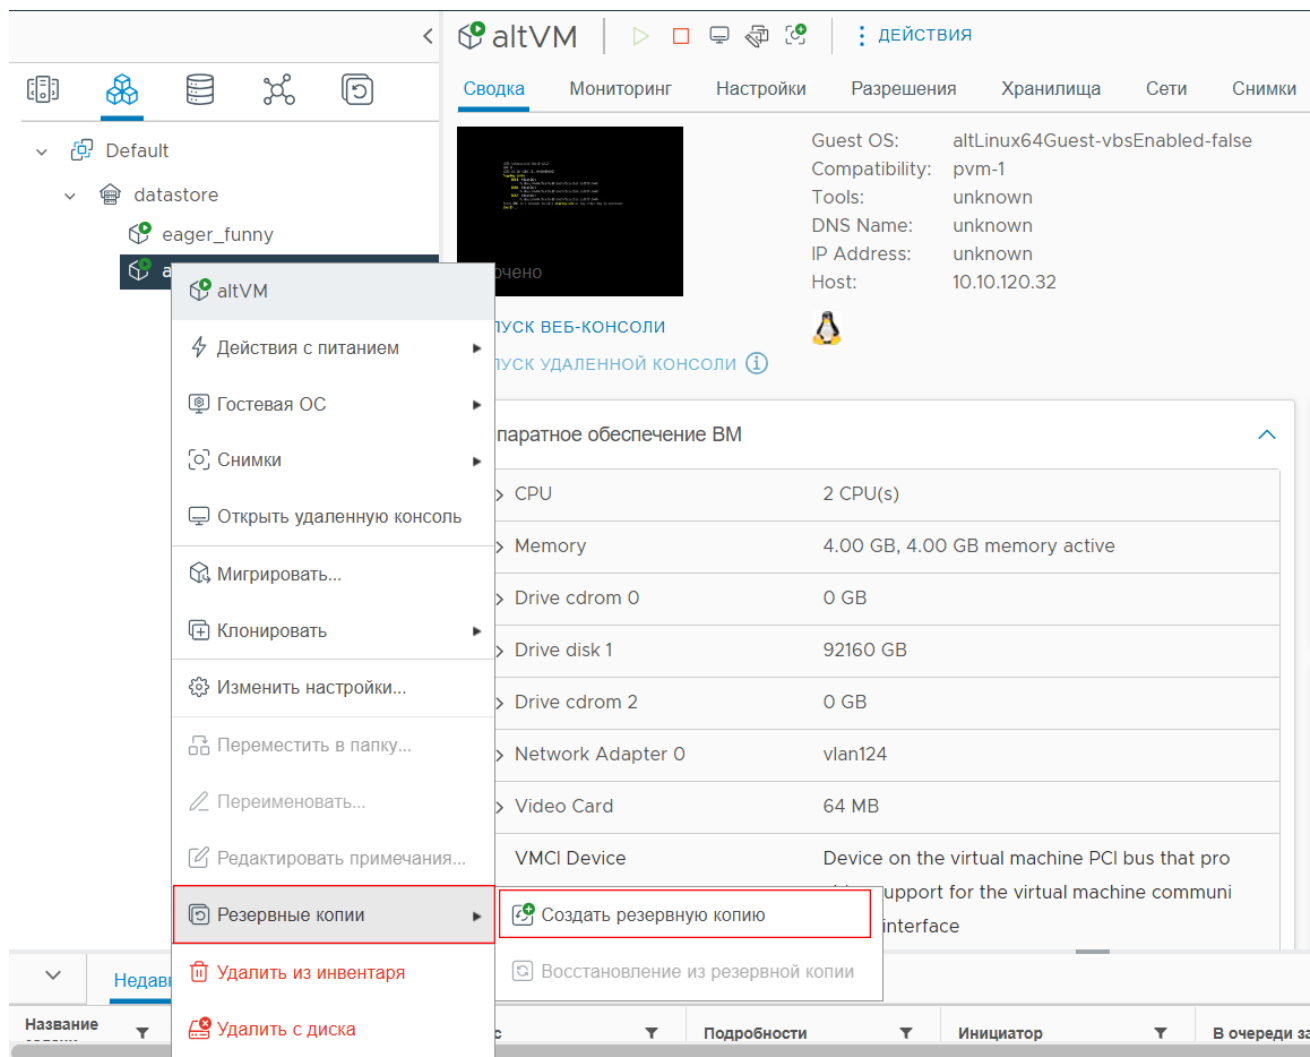 altVM
ДЕЙСТВИЯ
Сводка Мониторинг Настройки Разрешения Хранилища Сети Снимки
Default
datastore
eager_funny
Guest OS: altLinux64Guest-vbsEnabled-false
Compatibility: pvm-1
Tools: unknown
DNS Name: unknown
IP Address: unknown
Host: 10.10.120.32
altVM
Действия с питанием
Гостевая ОС
Снимки
Открыть удаленную консоль
Мигрировать...
Клонировать
Изменить настройки...
Переместить в папку...
Переименовать...
Редактировать примечания...
Резервные копии
Удалить из инвентаря
Удалить с диска
Создать резервную копию
Восстановление из резервной копии
ПУСК ВЕБ-КОНСОЛИ
ПУСК УДАЛЕННОЙ КОНСОЛИ
паратное обеспечение ВМ
CPU 2 CPU(s)
Memory 4.00 GB, 4.00 GB memory active
Drive cdrom 0 0 GB
Drive disk 1 92160 GB
Drive cdrom 2 0 GB
Network Adapter 0 vlan124
Video Card 64 MB
VMCI Device Device on the virtual machine PCI bus that pro
upport for the virtual machine communi
interface
Недав
Название
Подробности Инициатор В очереди за